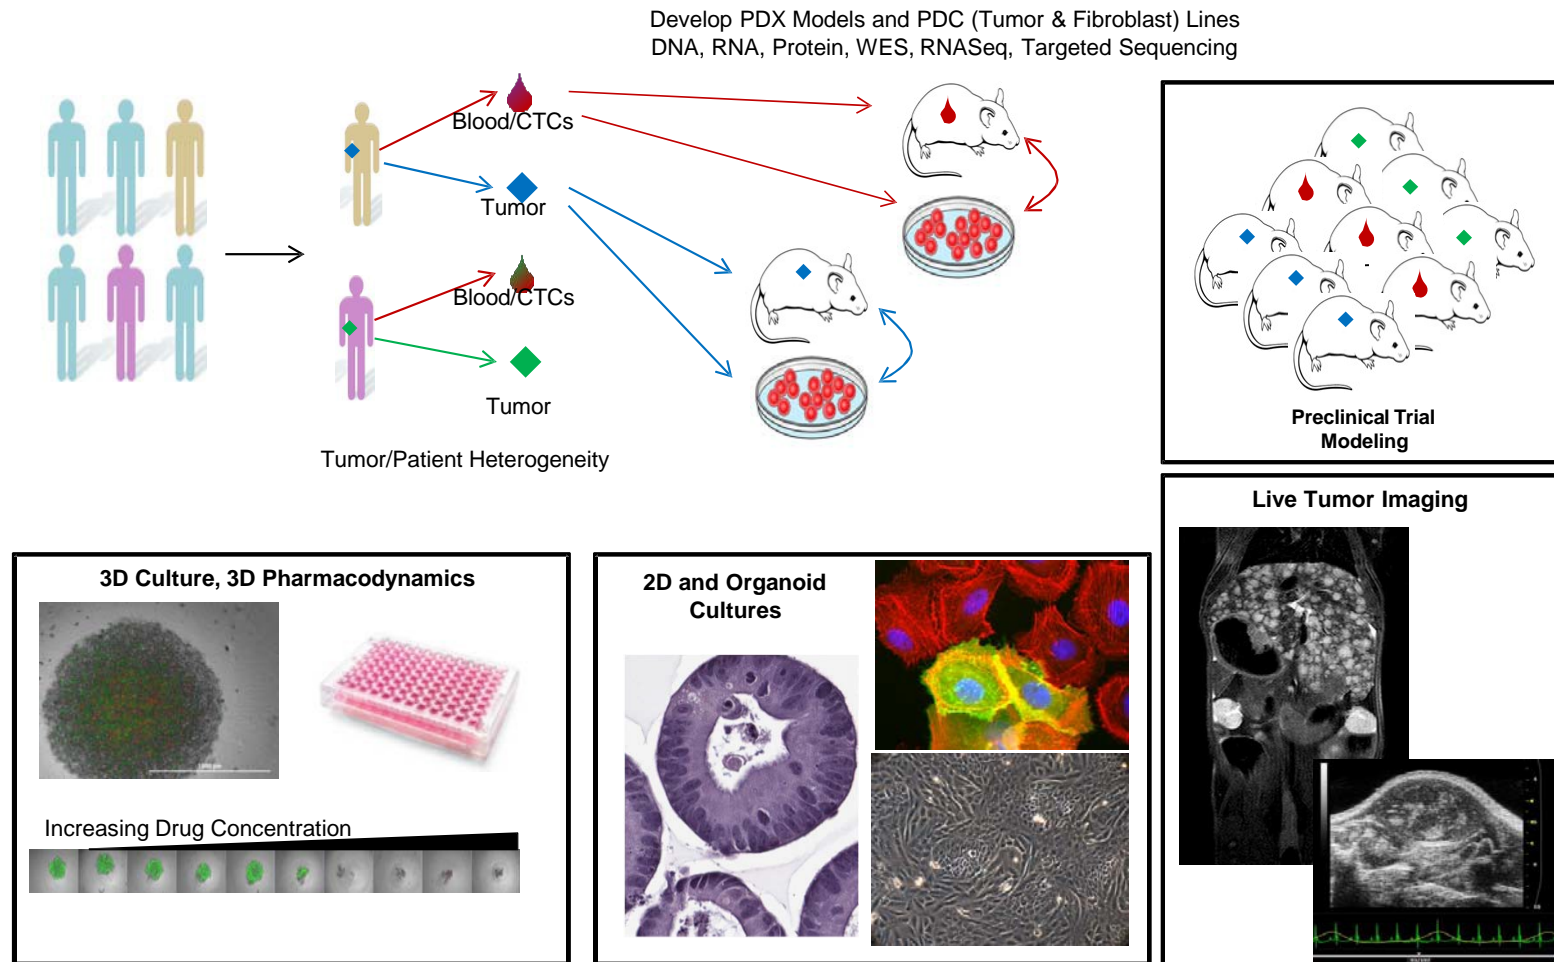 Develop PDX Models and PDC (Tumor & Fibroblast) Lines
DNA, RNA, Protein, WES, RNASeq, Targeted Sequencing
Blood/CTCs
Tumor
Blood/CTCs
Tumor
Tumor/Patient Heterogeneity
Preclinical Trial
Modeling
Live Tumor Imaging
3D Culture, 3D Pharmacodynamics
Increasing Drug Concentration
2D and Organoid
Cultures